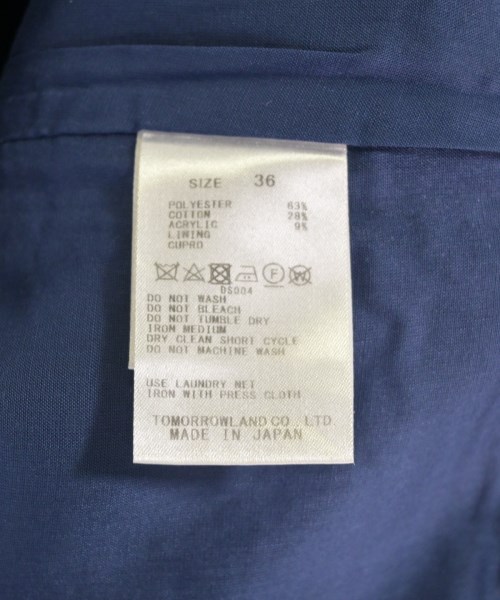 SIZE 36
POLYESTER 63%
COTTON 28%
ACRYLIC 9%
LINING
CUPRO
DS004
DO NOT WASH
DO NOT BLEACH
DO NOT TUMBLE DRY
IRON MEDIUM
DRY CLEAN SHORT CYCLE
DO NOT MACHINE WASH
USE LAUNDRY NET
IRON WITH PRESS CLOTH
TOMORROWLAND CO., LTD.
MADE IN JAPAN